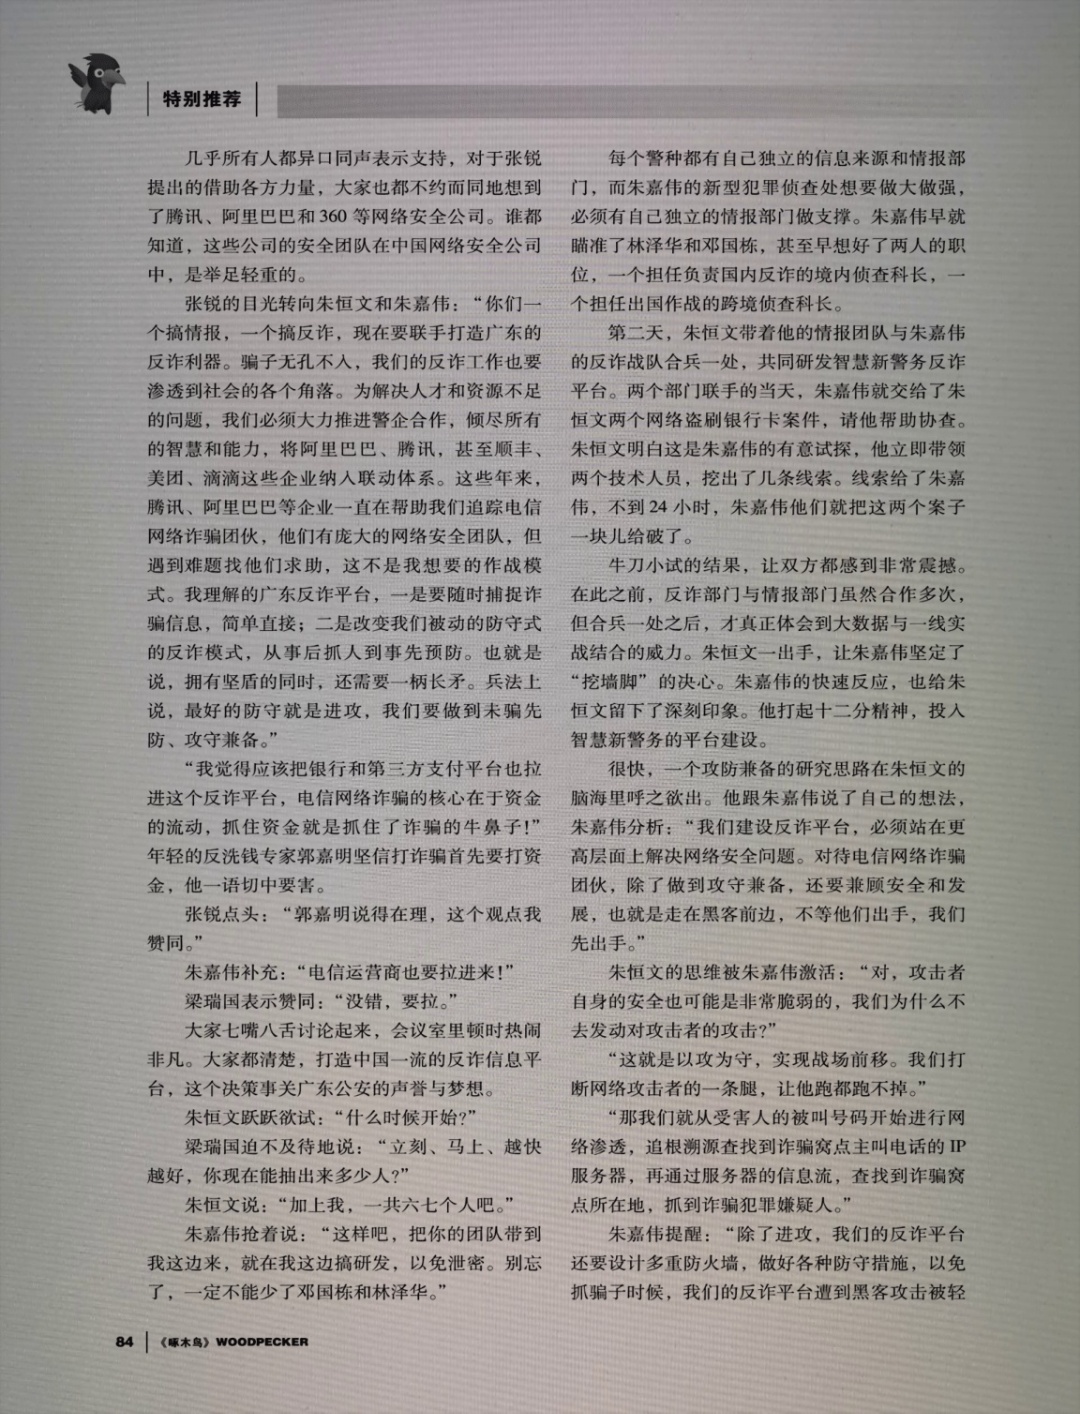 特别推荐
几乎所有人都异口同声表示支持，对于张锐
提出的借助各方力量，大家也都不约而同地想到
了腾讯、阿里巴巴和 360 等网络安全公司。谁都
知道，这些公司的安全团队在中国网络安全公司
中，是举足轻重的。
张锐的目光转向朱恒文和朱嘉伟：“你们一
个搞情报，一个搞反诈，现在要联手打造广东的
反诈利器。骗子无孔不入，我们的反诈工作也要
渗透到社会的各个角落。为解决人才和资源不足
的问题，我们必须大力推进警企合作，倾尽所有
的智慧和能力，将阿里巴巴、腾讯，甚至顺丰、
美团、滴滴这些企业纳入联动体系。这些年来，
腾讯、阿里巴巴等企业一直在帮助我们追踪电信
网络诈骗团伙，他们有庞大的网络安全团队，但
遇到难题找他们求助，这不是我想要的作战模
式。我理解的广东反诈平台，一是要随时捕捉诈
骗信息，简单直接；二是改变我们被动的防守式
的反诈模式，从事后抓人到事先预防。也就是
说，拥有坚盾的同时，还需要一柄长矛。兵法上
说，最好的防守就是进攻，我们要做到未骗先
防、攻守兼备。”
“我觉得应该把银行和第三方支付平台也拉
进这个反诈平台，电信网络诈骗的核心在于资金
的流动，抓住资金就是抓住了诈骗的牛鼻子！”
年轻的反洗钱专家郭嘉明坚信打诈骗首先要打资
金，他一语切中要害。
张锐点头：“郭嘉明说得在理，这个观点我
赞同。”
朱嘉伟补充：“电信运营商也要拉进来！”
梁瑞国表示赞同：“没错，要拉。”
大家七嘴八舌讨论起来，会议室里顿时热闹
非凡。大家都清楚，打造中国一流的反诈信息平
台，这个决策事关广东公安的声誉与梦想。
朱恒文跃跃欲试：“什么时候开始？”
梁瑞国迫不及待地说：“立刻、马上、越快
越好，你现在能抽出来多少人？”
朱恒文说：“加上我，一共六七个人吧。”
朱嘉伟抢着说：“这样吧，把你的团队带到
我这边来，就在我这边搞研发，以免泄密。别忘
了，一定不能少了邓国栋和林泽华。”
每个警种都有自己独立的信息来源和情报部
门，而朱嘉伟的新型犯罪侦查处想要做大做强，
必须有自己独立的情报部门做支撑。朱嘉伟早就
瞄准了林泽华和邓国栋，甚至早想好了两人的职
位，一个担任负责国内反诈的境内侦查科长，一
个担任出国作战的跨境侦查科长。
第二天，朱恒文带着他的情报团队与朱嘉伟
的反诈战队合兵一处，共同研发智慧新警务反诈
平台。两个部门联手的当天，朱嘉伟就交给了朱
恒文两个网络盗刷银行卡案件，请他帮助协查。
朱恒文明白这是朱嘉伟的有意试探，他立即带领
两个技术人员，挖出了几条线索。线索给了朱嘉
伟，不到 24 小时，朱嘉伟他们就把这两个案子
一块儿给破了。
牛刀小试的结果，让双方都感到非常震撼。
在此之前，反诈部门与情报部门虽然合作多次，
但合兵一处之后，才真正体会到大数据与一线实
战结合的威力。朱恒文一出手，让朱嘉伟坚定了
“挖墙脚”的决心。朱嘉伟的快速反应，也给朱
恒文留下了深刻印象。他打起十二分精神，投入
智慧新警务的平台建设。
很快，一个攻防兼备的研究思路在朱恒文的
脑海里呼之欲出。他跟朱嘉伟说了自己的想法，
朱嘉伟分析：“我们建设反诈平台，必须站在更
高层面上解决网络安全问题。对待电信网络诈骗
团伙，除了做到攻守兼备，还要兼顾安全和发
展，也就是走在黑客前边，不等他们出手，我们
先出手。”
朱恒文的思维被朱嘉伟激活：“对，攻击者
自身的安全也可能是非常脆弱的，我们为什么不
去发动对攻击者的攻击？”
“这就是以攻为守，实现战场前移。我们打
断网络攻击者的一条腿，让他跑都跑不掉。”
“那我们就从受害人的被叫号码开始进行网
络渗透，追根溯源查找到诈骗窝点主叫电话的 IP
服务器，再通过服务器的信息流，查找到诈骗窝
点所在地，抓到诈骗犯罪嫌疑人。”
朱嘉伟提醒：“除了进攻，我们的反诈平台
还要设计多重防火墙，做好各种防守措施，以免
抓骗子时候，我们的反诈平台遭到黑客攻击被轻
84 《啄木鸟》WOODPECKER